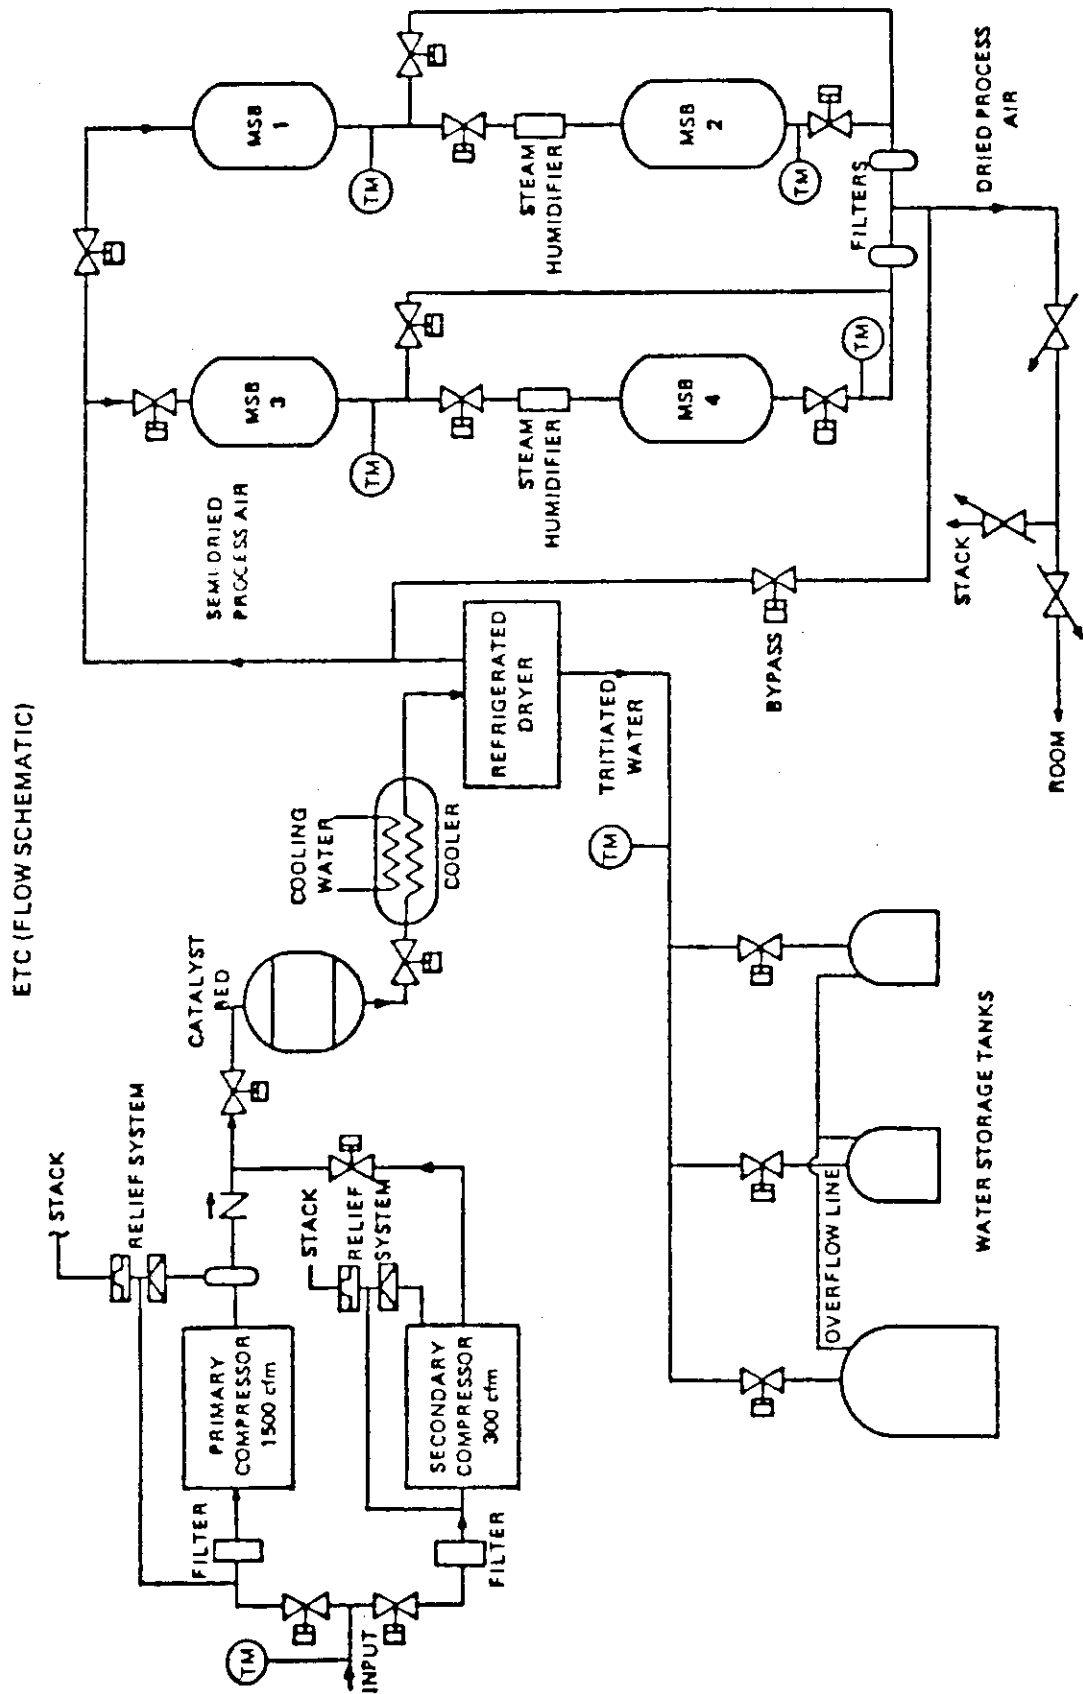 ETC (FLOW SCHEMATIC)
STACK
RELIEF SYSTEM
PRIMARY
COMPRESSOR
1500 cfm
FILTER
TM
INPUT
STACK
RELIEF
SYSTEM
SECONDARY
COMPRESSOR
300 cfm
FILTER
CATALYST
BED
COOLING
WATER
COOLER
REFRIGERATED
DRYER
TRITIATED
WATER
TM
OVERFLOW LINE
WATER STORAGE TANKS
SEMI-DRIED
PROCESS AIR
MSB
3
TM
STEAM
HUMIDIFIER
MSB
4
TM
MSB
1
TM
STEAM
HUMIDIFIER
MSB
2
TM
FILTERS
DRIED PROCESS
AIR
BYPASS
STACK
ROOM